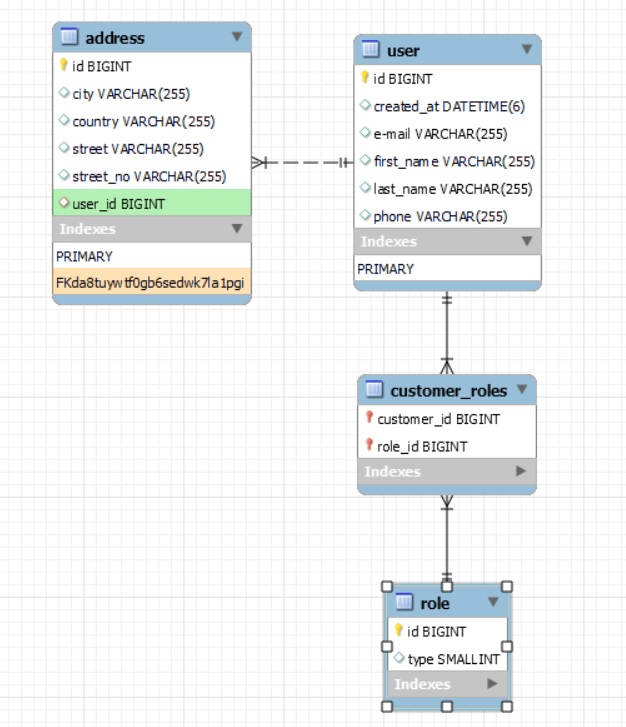 address
id BIGINT
city VARCHAR(255)
country VARCHAR(255)
street VARCHAR(255)
street_no VARCHAR(255)
user_id BIGINT
Indexes
PRIMARY
FKda8tuywtf0gb6sedwk7la1pgi
user
id BIGINT
created_at DATETIME(6)
e-mail VARCHAR(255)
first_name VARCHAR(255)
last_name VARCHAR(255)
phone VARCHAR(255)
Indexes
PRIMARY
customer_roles
customer_id BIGINT
role_id BIGINT
Indexes
role
id BIGINT
type SMALLINT
Indexes